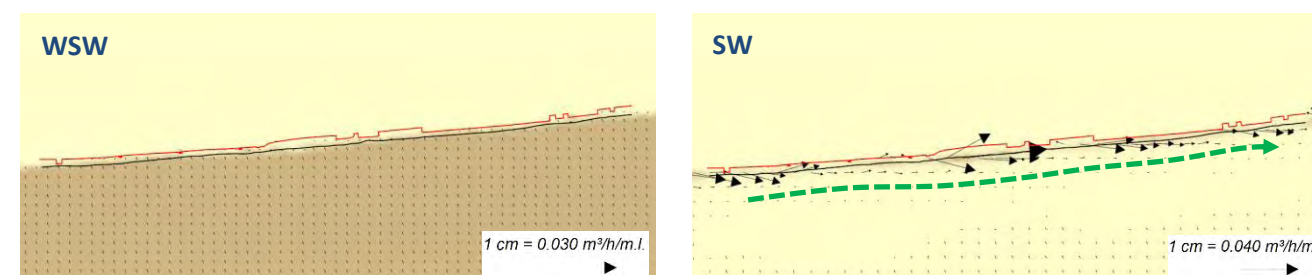 WSW
SW
1 cm = 0.030 m³/h/m.l.
1 cm = 0.040 m³/h/m